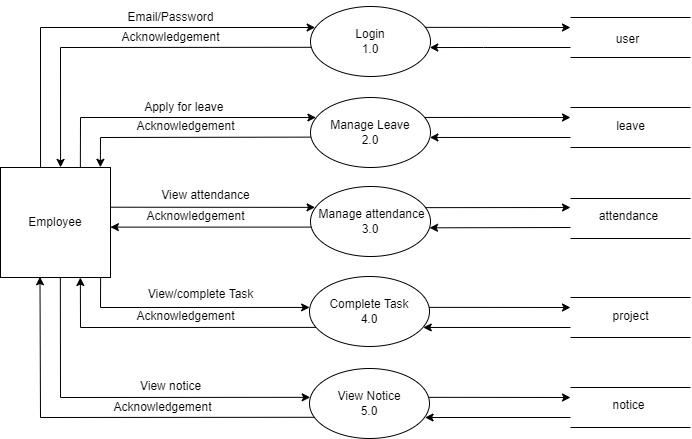 Email/Password
Acknowledgement
Login
1.0
user
Apply for leave
Acknowledgement
Manage Leave
2.0
leave
Employee
View attendance
Acknowledgement
Manage attendance
3.0
attendance
View/complete Task
Acknowledgement
Complete Task
4.0
project
View notice
Acknowledgement
View Notice
5.0
notice